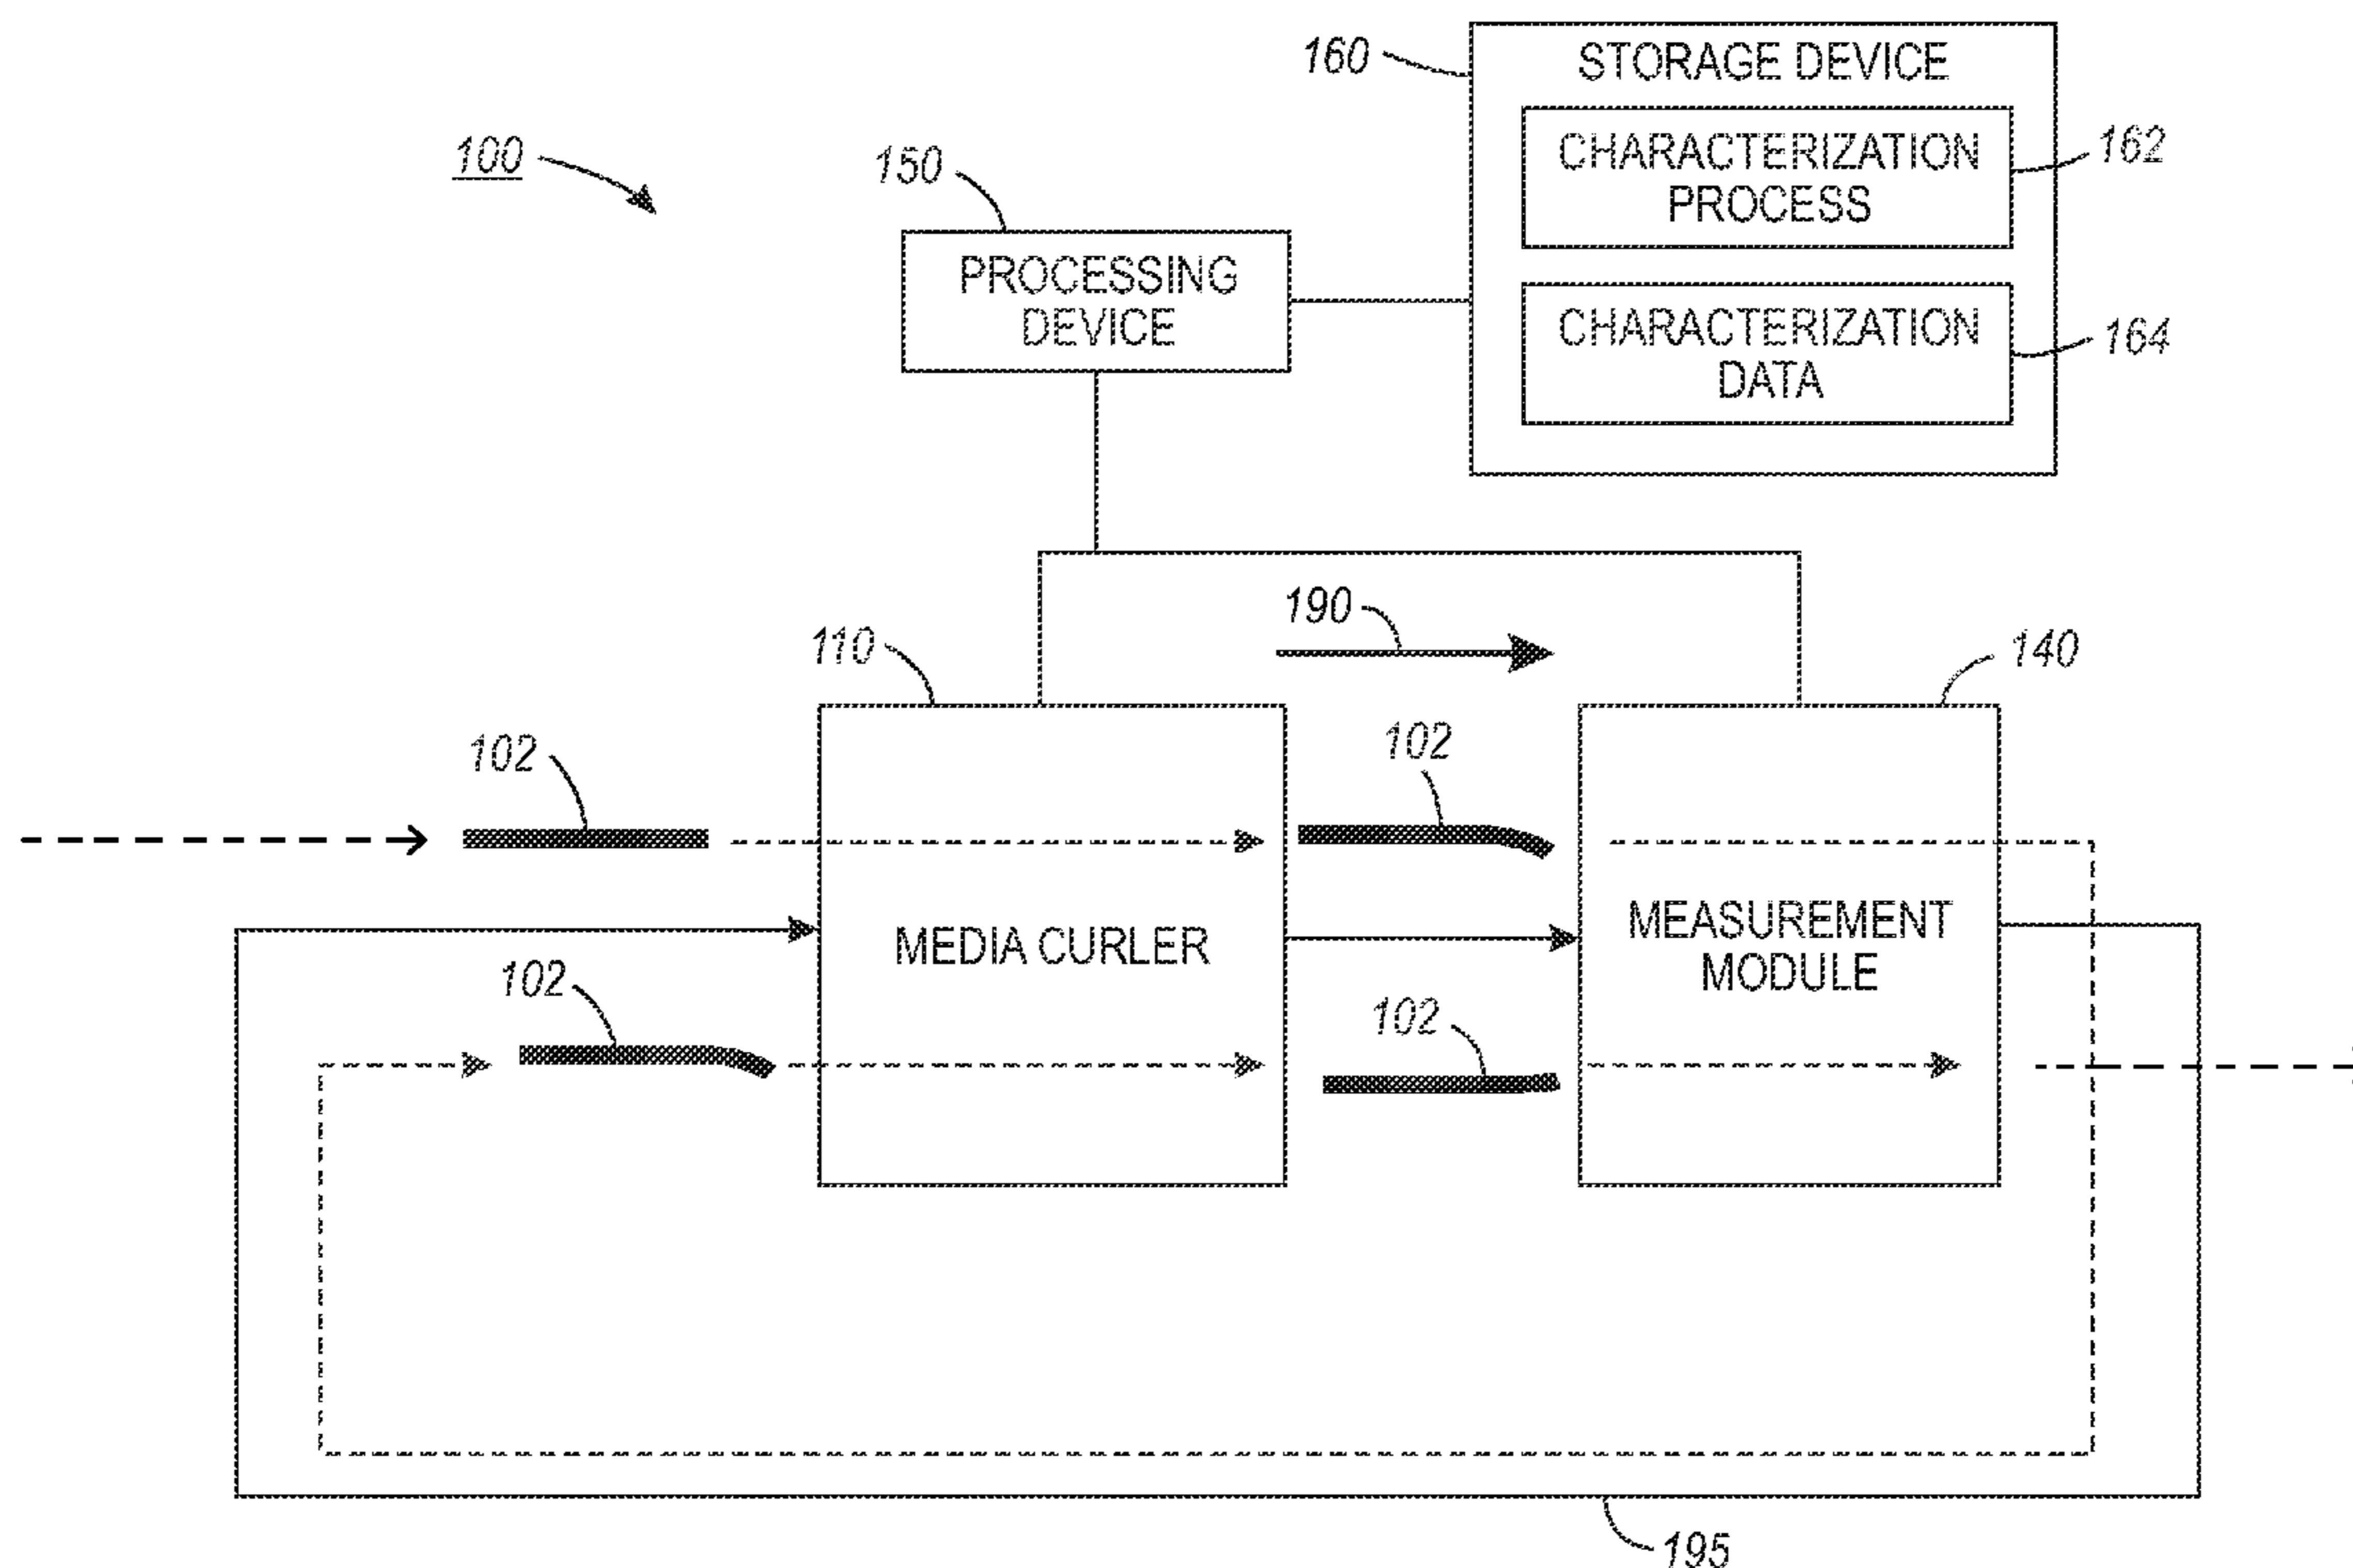 160
STORAGE DEVICE
100
150
CHARACTERIZATION
PROCESS
162
PROCESSING
DEVICE
CHARACTERIZATION
DATA
164
190
110
140
102
102
MEDIA CURLER
MEASUREMENT
MODULE
102
102
195